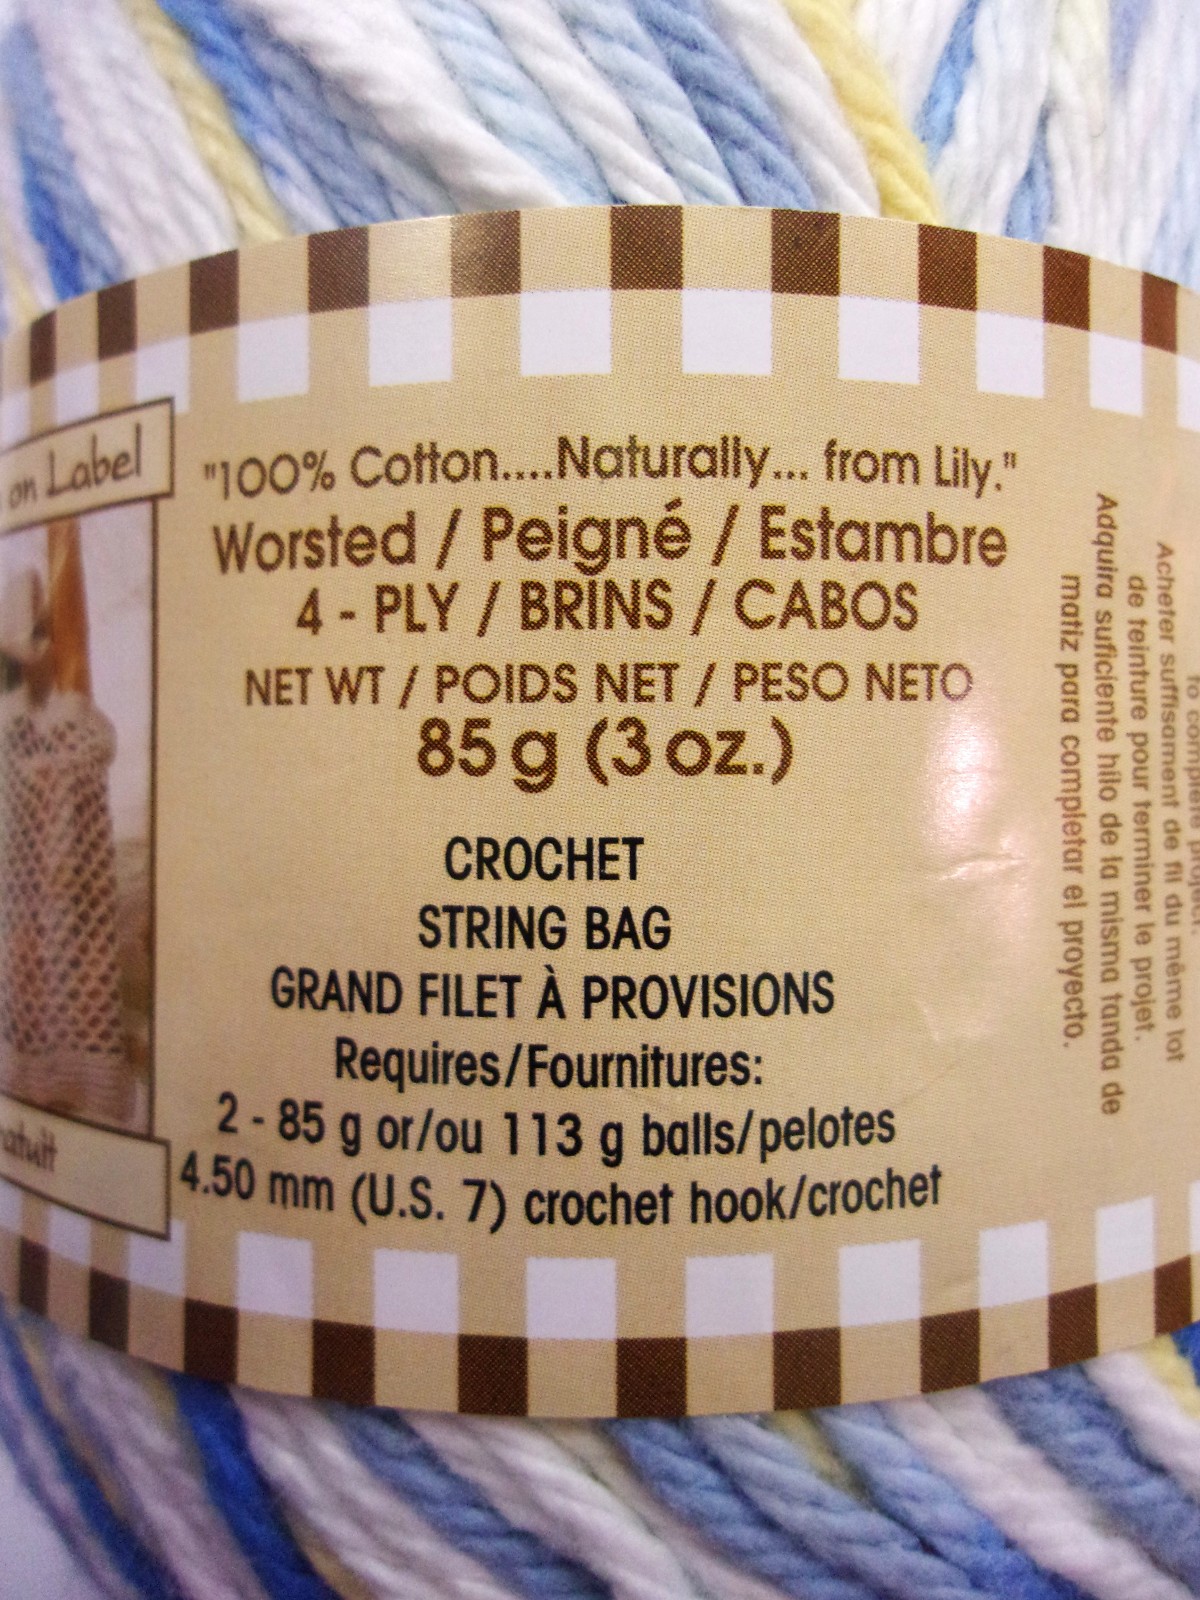 on Label
"100% Cotton....Naturally... from Lily."
Worsted / Peigné / Estambre
4 - PLY / BRINS / CABOS
NET WT / POIDS NET / PESO NETO
85 g (3 oz.)
CROCHET
STRING BAG
GRAND FILET À PROVISIONS
Requires/Fournitures:
2 - 85 g or/ou 113 g balls/pelotes
4.50 mm (U.S. 7) crochet hook/crochet
to complete project.
Acheter suffisament de fil du même lot
de teinture pour terminer le projet.
Adquira suficiente hilo de la misma tanda de
matiz para completar el proyecto.